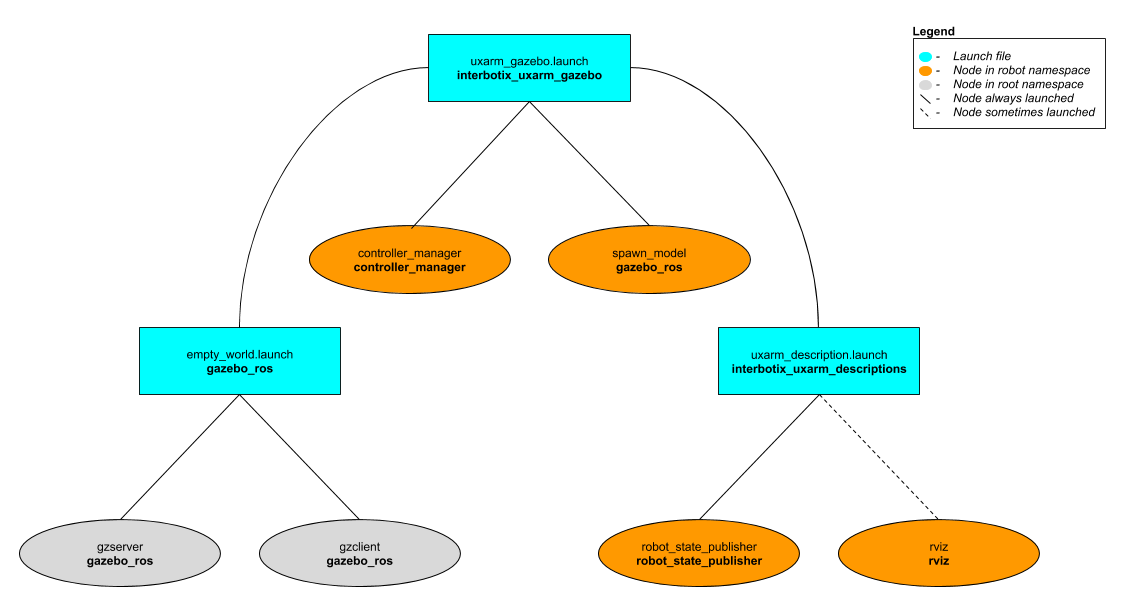 uxarm_gazebo.launch
interbotix_uxarm_gazebo
Legend
- Launch file
- Node in robot namespace
- Node in root namespace
- Node always launched
- Node sometimes launched
controller_manager
controller_manager
spawn_model
gazebo_ros
empty_world.launch
gazebo_ros
uxarm_description.launch
interbotix_uxarm_descriptions
gzserver
gazebo_ros
gzclient
gazebo_ros
robot_state_publisher
robot_state_publisher
rviz
rviz